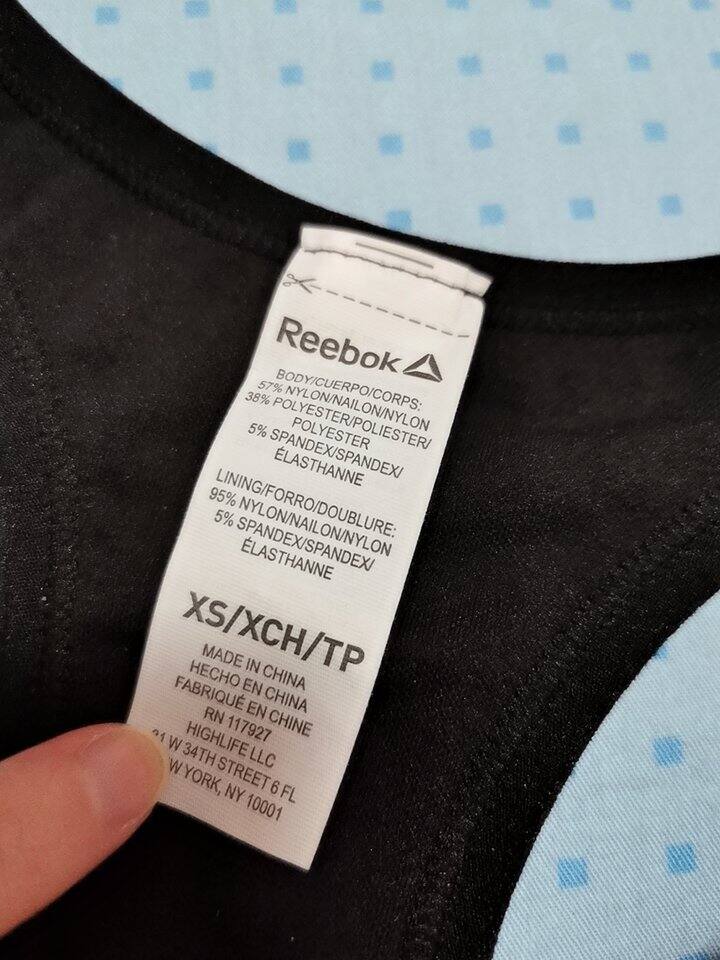 Reebok
BODY/CUERPO/CORPS:
57% NYLON/NAILON/NYLON
38% POLYESTER/POLIESTER/
POLYESTER
5% SPANDEX/SPANDEX/
ÉLASTHANNE
LINING/FORRO/DOUBLURE:
95% NYLON/NAILON/NYLON
5% SPANDEX/SPANDEX/
ÉLASTHANNE
XS/XCH/TP
MADE IN CHINA
HECHO EN CHINA
FABRIQUÉ EN CHINE
RN 117927
HIGHLIFE LLC
W 34TH STREET 6 FL
YORK, NY 10001